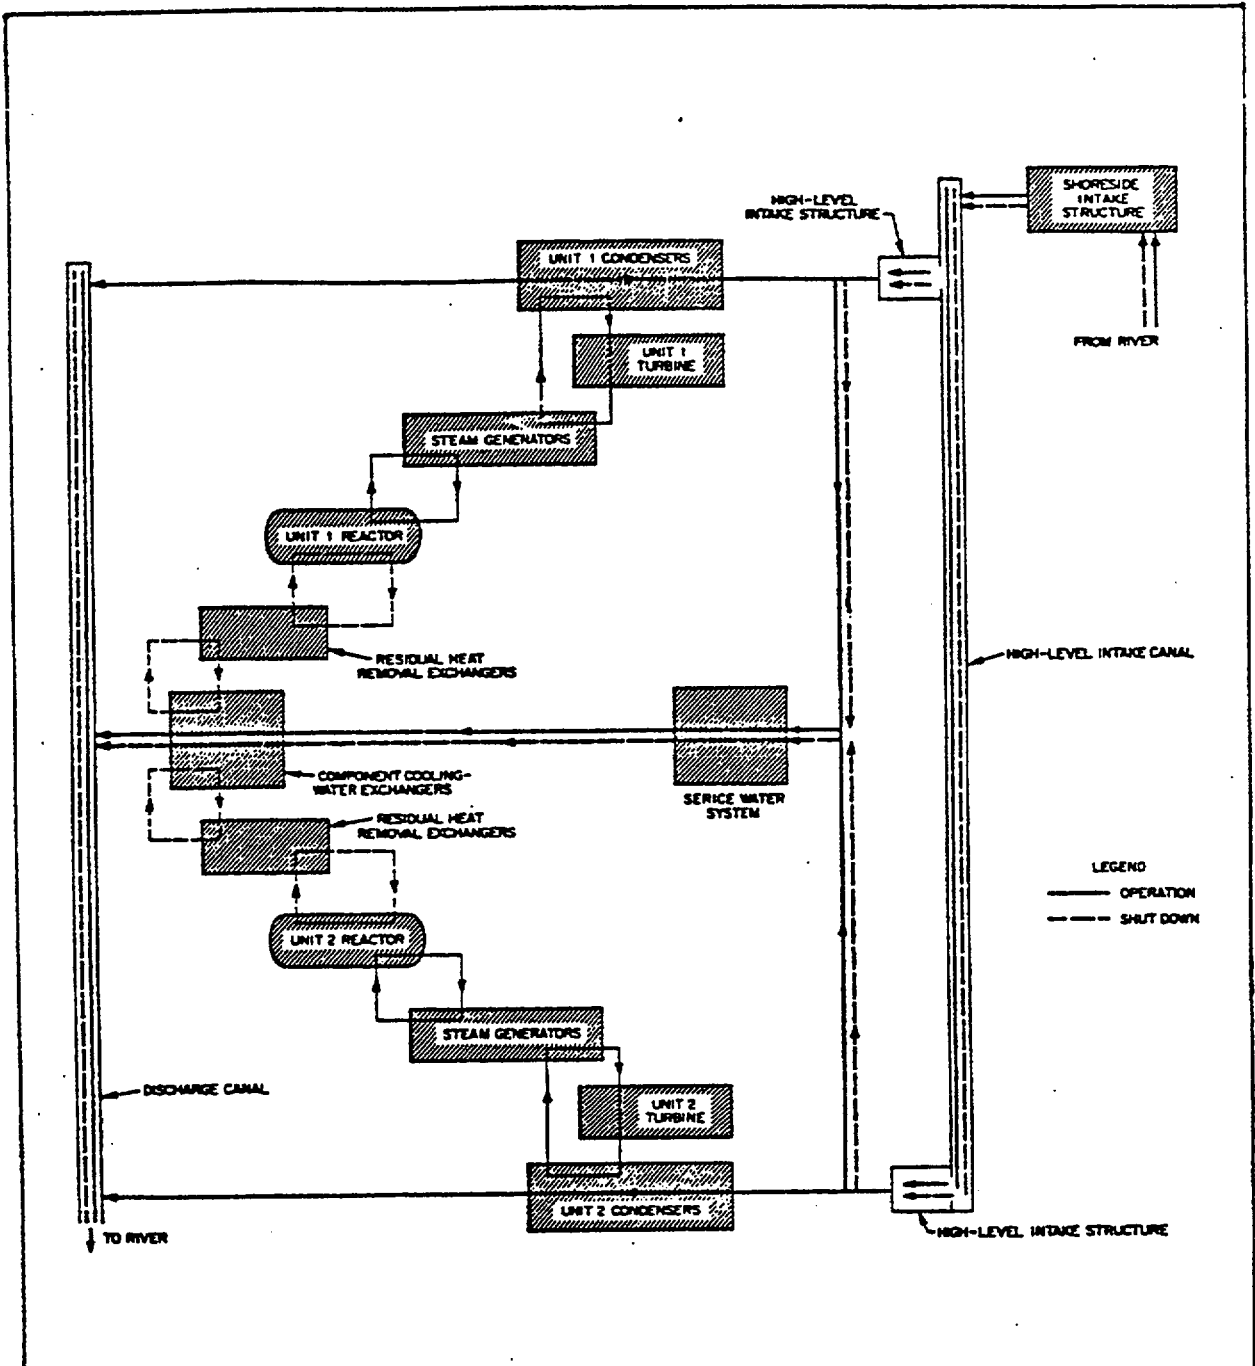 SHORESIDE
INTAKE
STRUCTURE
HIGH-LEVEL
INTAKE STRUCTURE
UNIT 1 CONDENSERS
FROM RIVER
UNIT 1
TURBINE
STEAM GENERATORS
UNIT 1 REACTOR
HIGH-LEVEL INTAKE CANAL
RESIDUAL HEAT
REMOVAL EXCHANGERS
COMPONENT COOLING-
WATER EXCHANGERS
SERICE WATER
SYSTEM
RESIDUAL HEAT
REMOVAL EXCHANGERS
LEGEND
OPERATION
SHUT DOWN
UNIT 2 REACTOR
STEAM GENERATORS
DISCHARGE CANAL
UNIT 2
TURBINE
UNIT 2 CONDENSERS
HIGH-LEVEL INTAKE STRUCTURE
TO RIVER